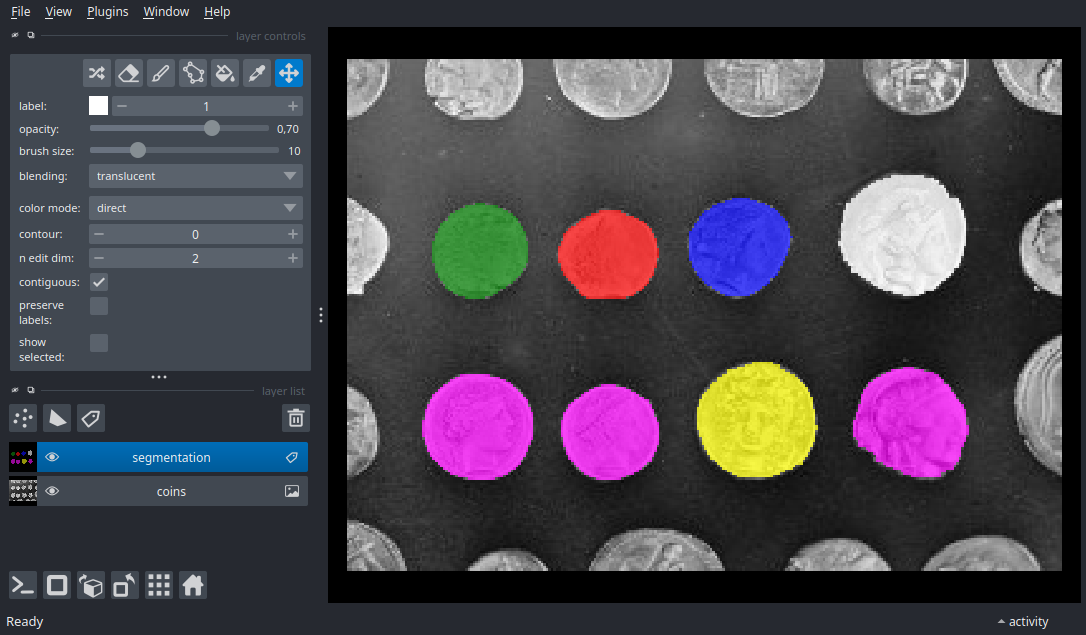 File View Plugins Window Help
layer controls
label: 1
opacity: 0,70
brush size: 10
blending: translucent
color mode: direct
contour: 0
n edit dim: 2
contiguous:
preserve
labels:
show
selected:
layer list
segmentation
coins
Ready
activity